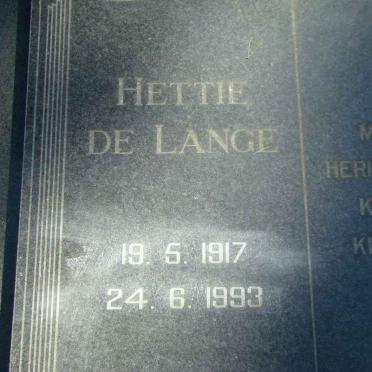 HETTIE
DE LANGE
19. 5. 1917
24. 6. 1993